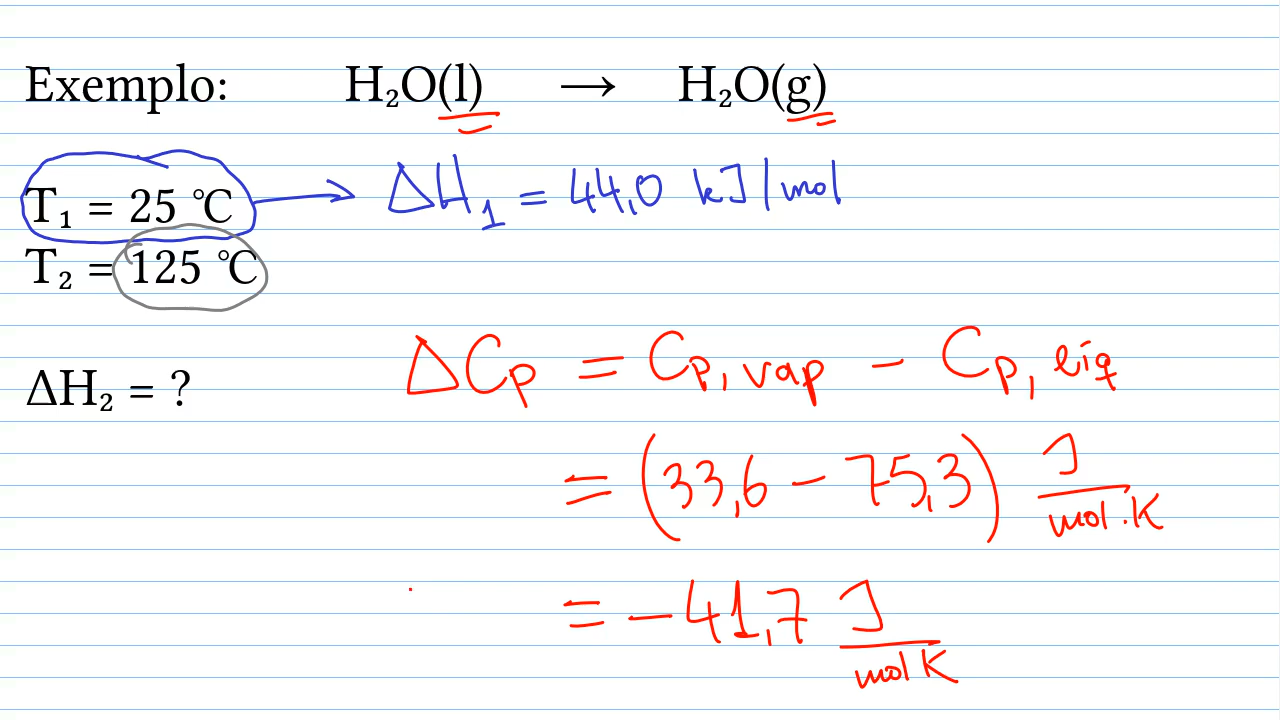 Exemplo: H₂O(l) → H₂O(g)
T₁ = 25 °C → ΔH₁ = 44,0 kJ/mol
T₂ = 125 °C
ΔCp = Cp, vap - Cp, liq
ΔH₂ = ?
= (33,6 - 75,3) J/mol.K
= -41,7 J/mol K